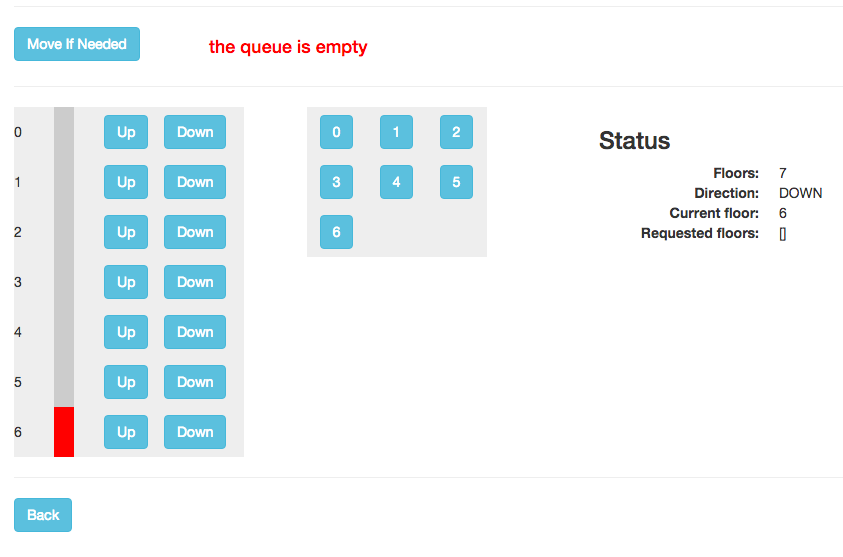 Move If Needed
the queue is empty
0 Up Down
1 Up Down
2 Up Down
3 Up Down
4 Up Down
5 Up Down
6 Up Down
0 1 2
3 4 5
6
Status
Floors: 7
Direction: DOWN
Current floor: 6
Requested floors: []
Back